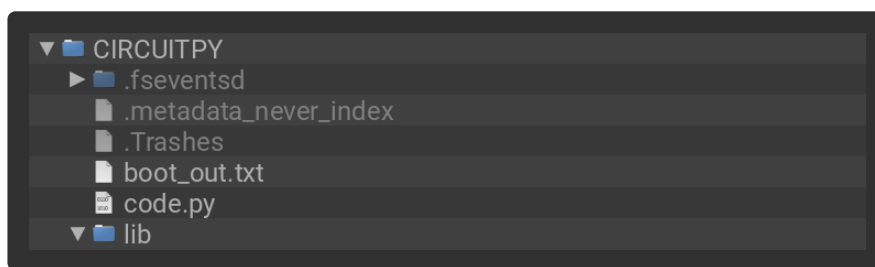 CIRCUITPY
.fseventsd
.metadata_never_index
.Trashes
boot_out.txt
code.py
lib